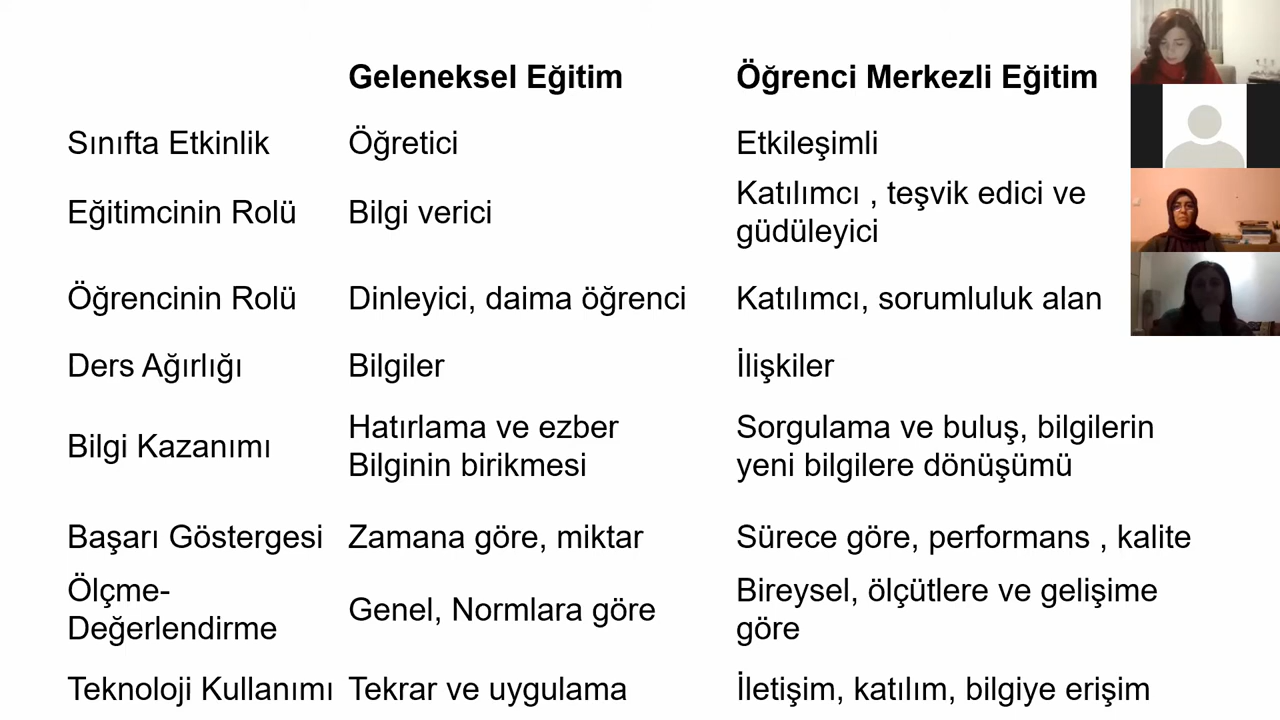 Geleneksel Eğitim Öğrenci Merkezli Eğitim
Sınıfta Etkinlik Öğretici Etkileşimli
Eğitimcinin Rolü Bilgi verici Katılımcı , teşvik edici ve
güdüleyici
Öğrencinin Rolü Dinleyici, daima öğrenci Katılımcı, sorumluluk alan
Ders Ağırlığı Bilgiler İlişkiler
Bilgi Kazanımı Hatırlama ve ezber
Bilginin birikmesi Sorgulama ve buluş, bilgilerin
yeni bilgilere dönüşümü
Başarı Göstergesi Zamana göre, miktar Sürece göre, performans , kalite
Ölçme-
Değerlendirme Genel, Normlara göre Bireysel, ölçütlere ve gelişime
göre
Teknoloji Kullanımı Tekrar ve uygulama İletişim, katılım, bilgiye erişim